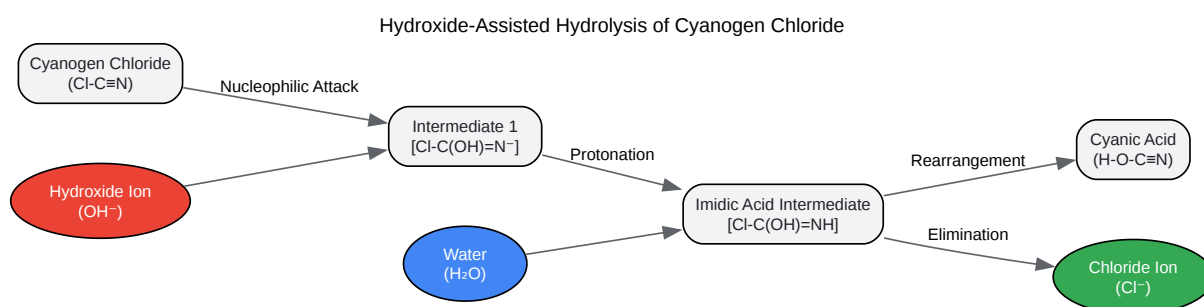 Hydroxide-Assisted Hydrolysis of Cyanogen Chloride
Cyanogen Chloride
(Cl-C≡N)
Nucleophilic Attack
Hydroxide Ion
(OH⁻)
Intermediate 1
[Cl-C(OH)=N⁻]
Protonation
Water
(H₂O)
Imidic Acid Intermediate
[Cl-C(OH)=NH]
Rearrangement
Cyanic Acid
(H-O-C≡N)
Elimination
Chloride Ion
(Cl⁻)